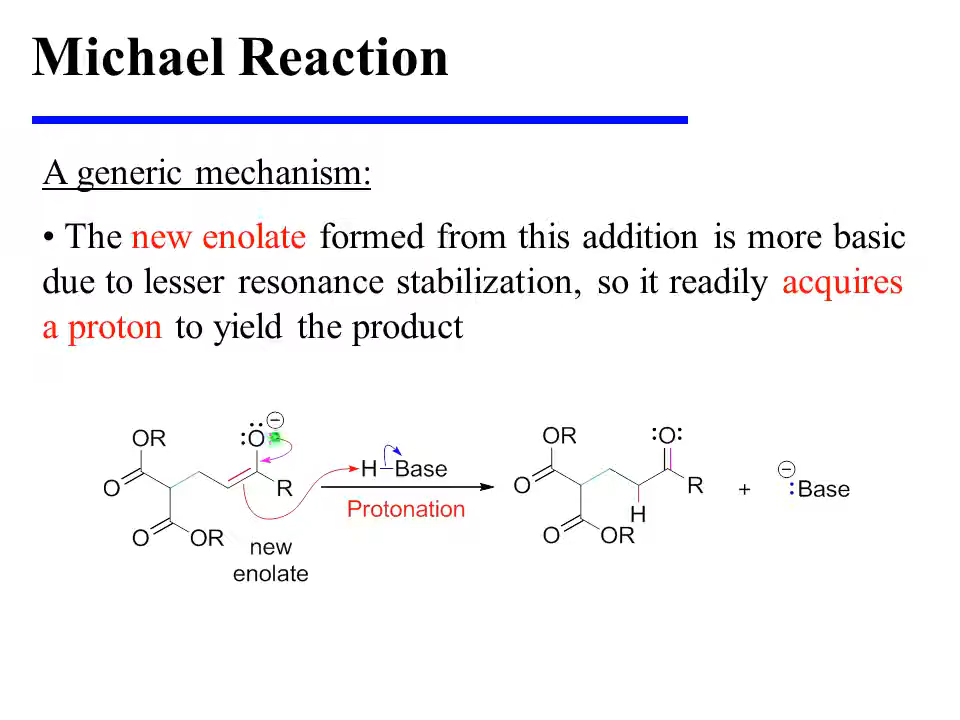 Michael Reaction
A generic mechanism:
• The new enolate formed from this addition is more basic
due to lesser resonance stabilization, so it readily acquires
a proton to yield the product
OR :O: −
O R
O OR
new
enolate
H Base
Protonation
OR :O:
O R
H
O OR
+
− :Base